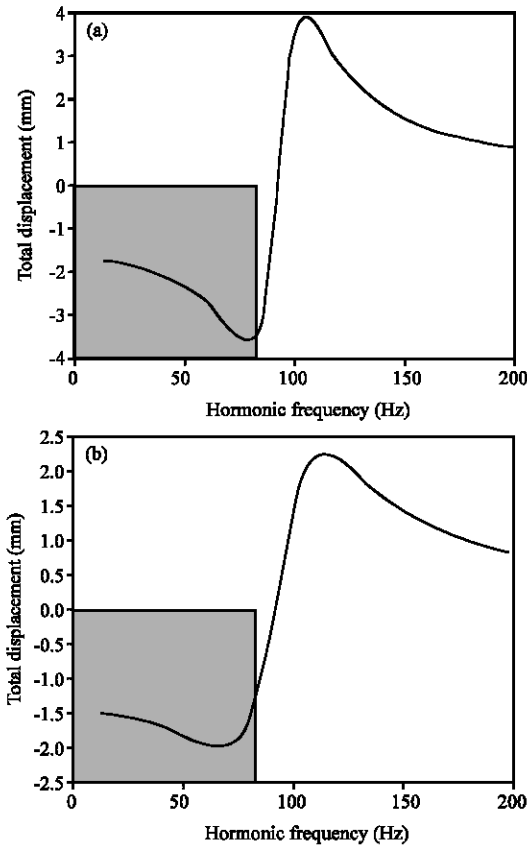 (a)
4
3
2
1
0
-1
-2
-3
-4
Total displacement (mm)
0 50 100 150 200
Hormonic frequency (Hz)
(b)
2.5
2.0
1.5
1.0
0.5
0.0
-0.5
-1.0
-1.5
-2.0
-2.5
Total displacement (mm)
0 50 100 150 200
Hormonic frequency (Hz)